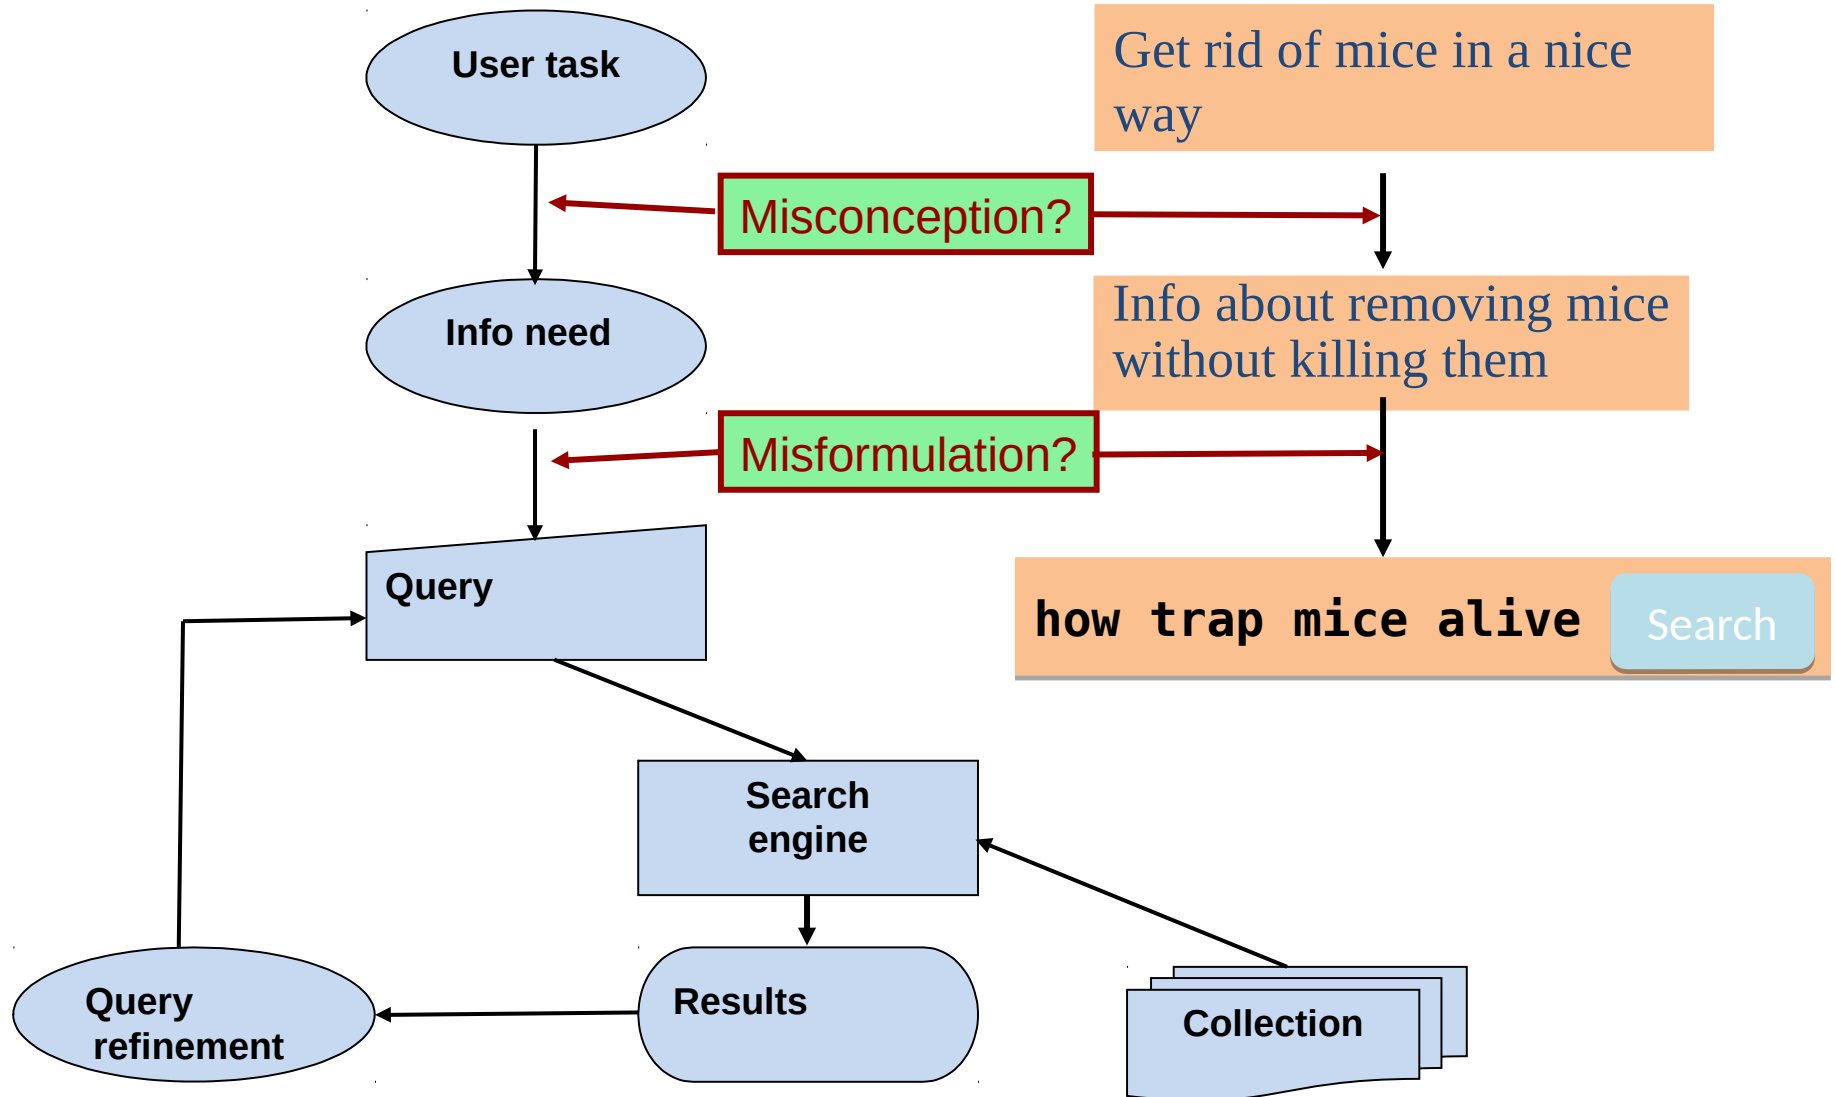 User task
Get rid of mice in a nice
way
Misconception?
Info need
Info about removing mice
without killing them
Misformulation?
Query
how trap mice alive
Search
Search
engine
Query
refinement
Results
Collection